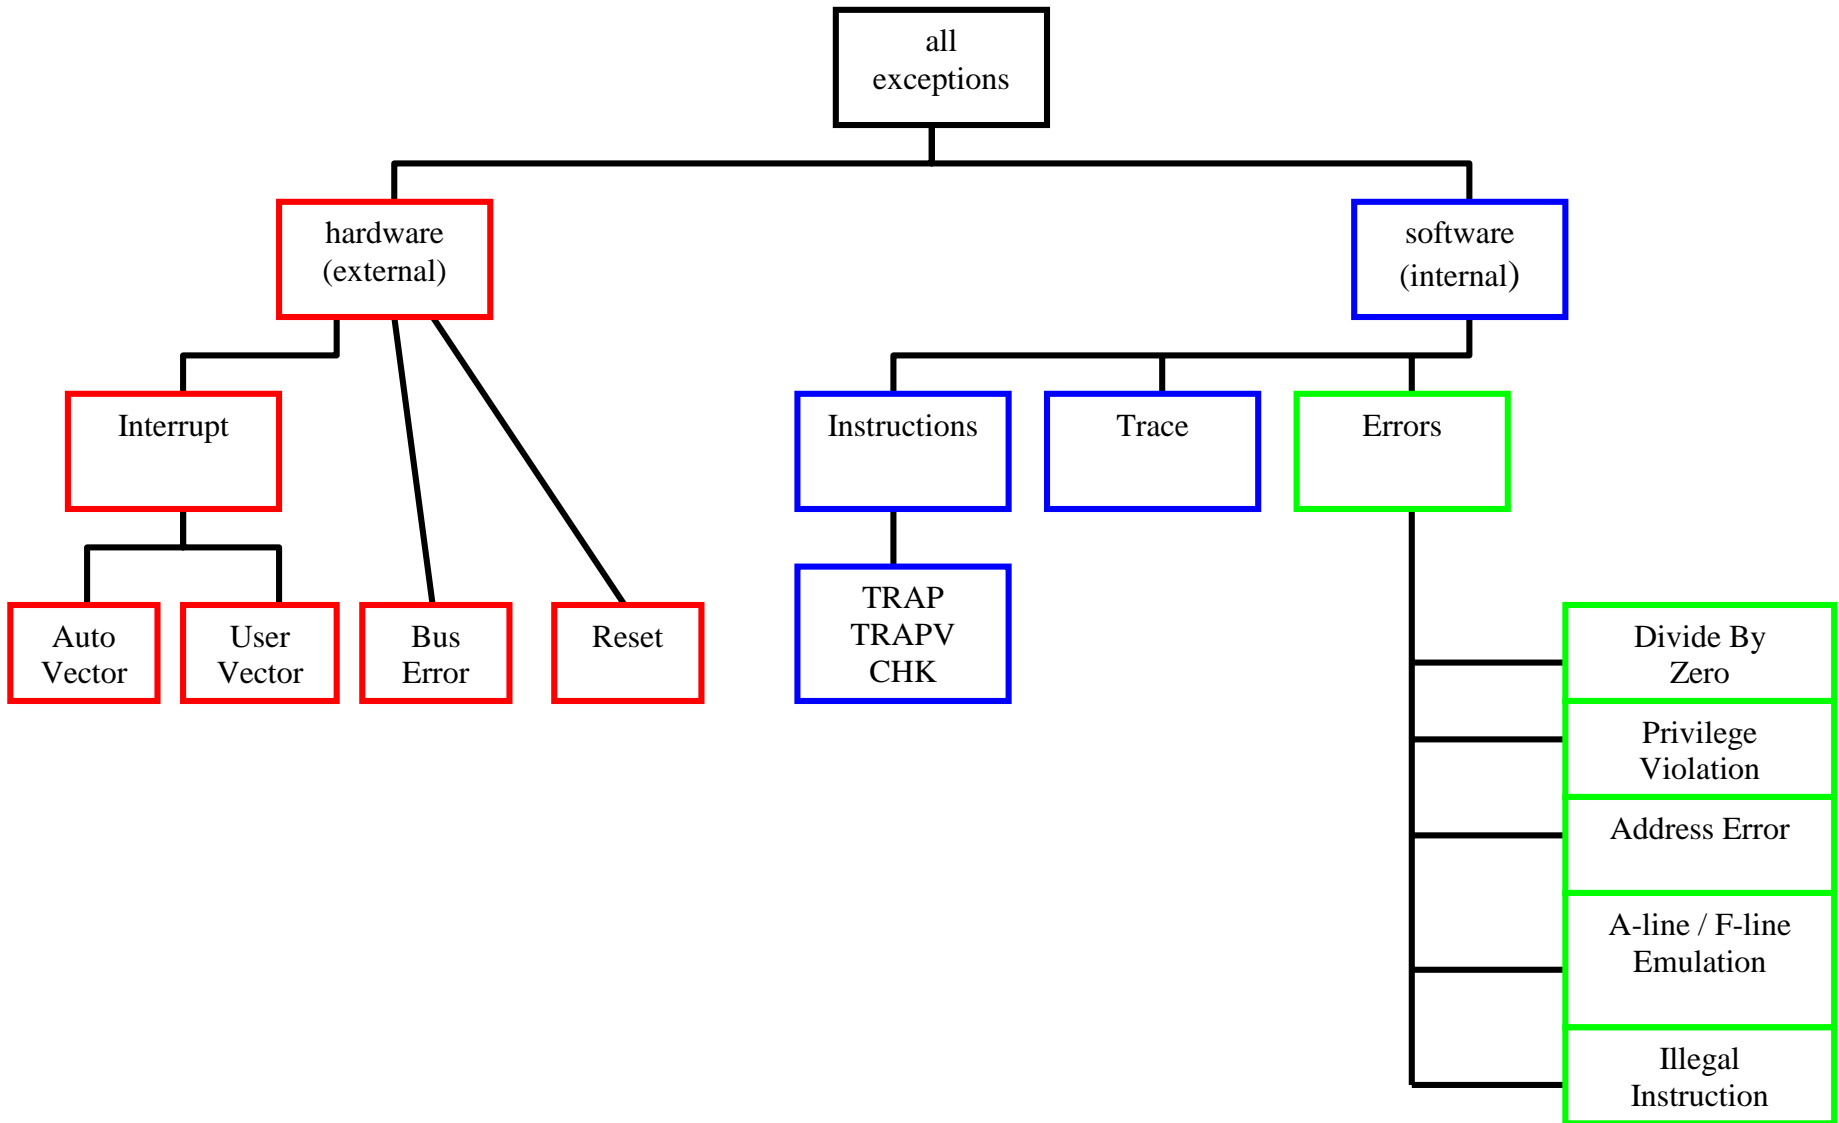 all
exceptions
hardware
(external)
software
(internal)
Interrupt
Instructions
Trace
Errors
Auto
Vector
User
Vector
Bus
Error
Reset
TRAP
TRAPV
CHK
Divide By
Zero
Privilege
Violation
Address Error
A-line / F-line
Emulation
Illegal
Instruction